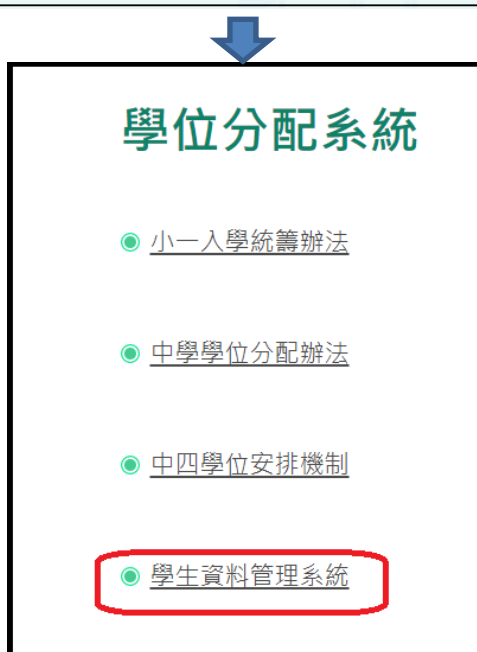 學位分配系統
小一入學統籌辦法
中學學位分配辦法
中四學位安排機制
學生資料管理系統